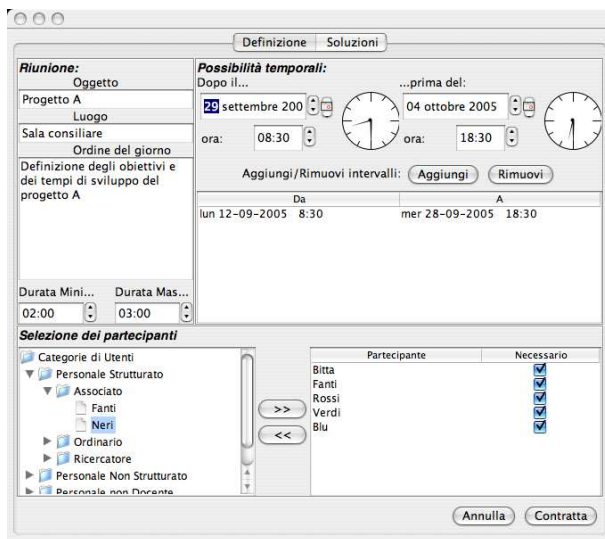 Definizione Soluzioni
Riunione:
Oggetto
Progetto A
Luogo
Sala consiliare
Ordine del giorno
Definizione degli obiettivi e
dei tempi di sviluppo del
progetto A
Durata Mini... Durata Mas...
02:00 03:00
Possibilità temporali:
Dopo il... ...prima del:
29 settembre 200 04 ottobre 2005
ora: 08:30 ora: 18:30
Aggiungi/Rimuovi intervalli: Aggiungi Rimuovi
Da A
lun 12-09-2005 8:30 mer 28-09-2005 18:30
Selezione dei partecipanti
Categorie di Utenti
Personale Strutturato
Associato
Fanti
Neri
Ordinario
Ricercatore
Personale Non Strutturato
Personale non Docente
>>
<<
Partecipante Necessario
Bitta
Fanti
Rossi
Verdi
Blu
Annulla Contratta